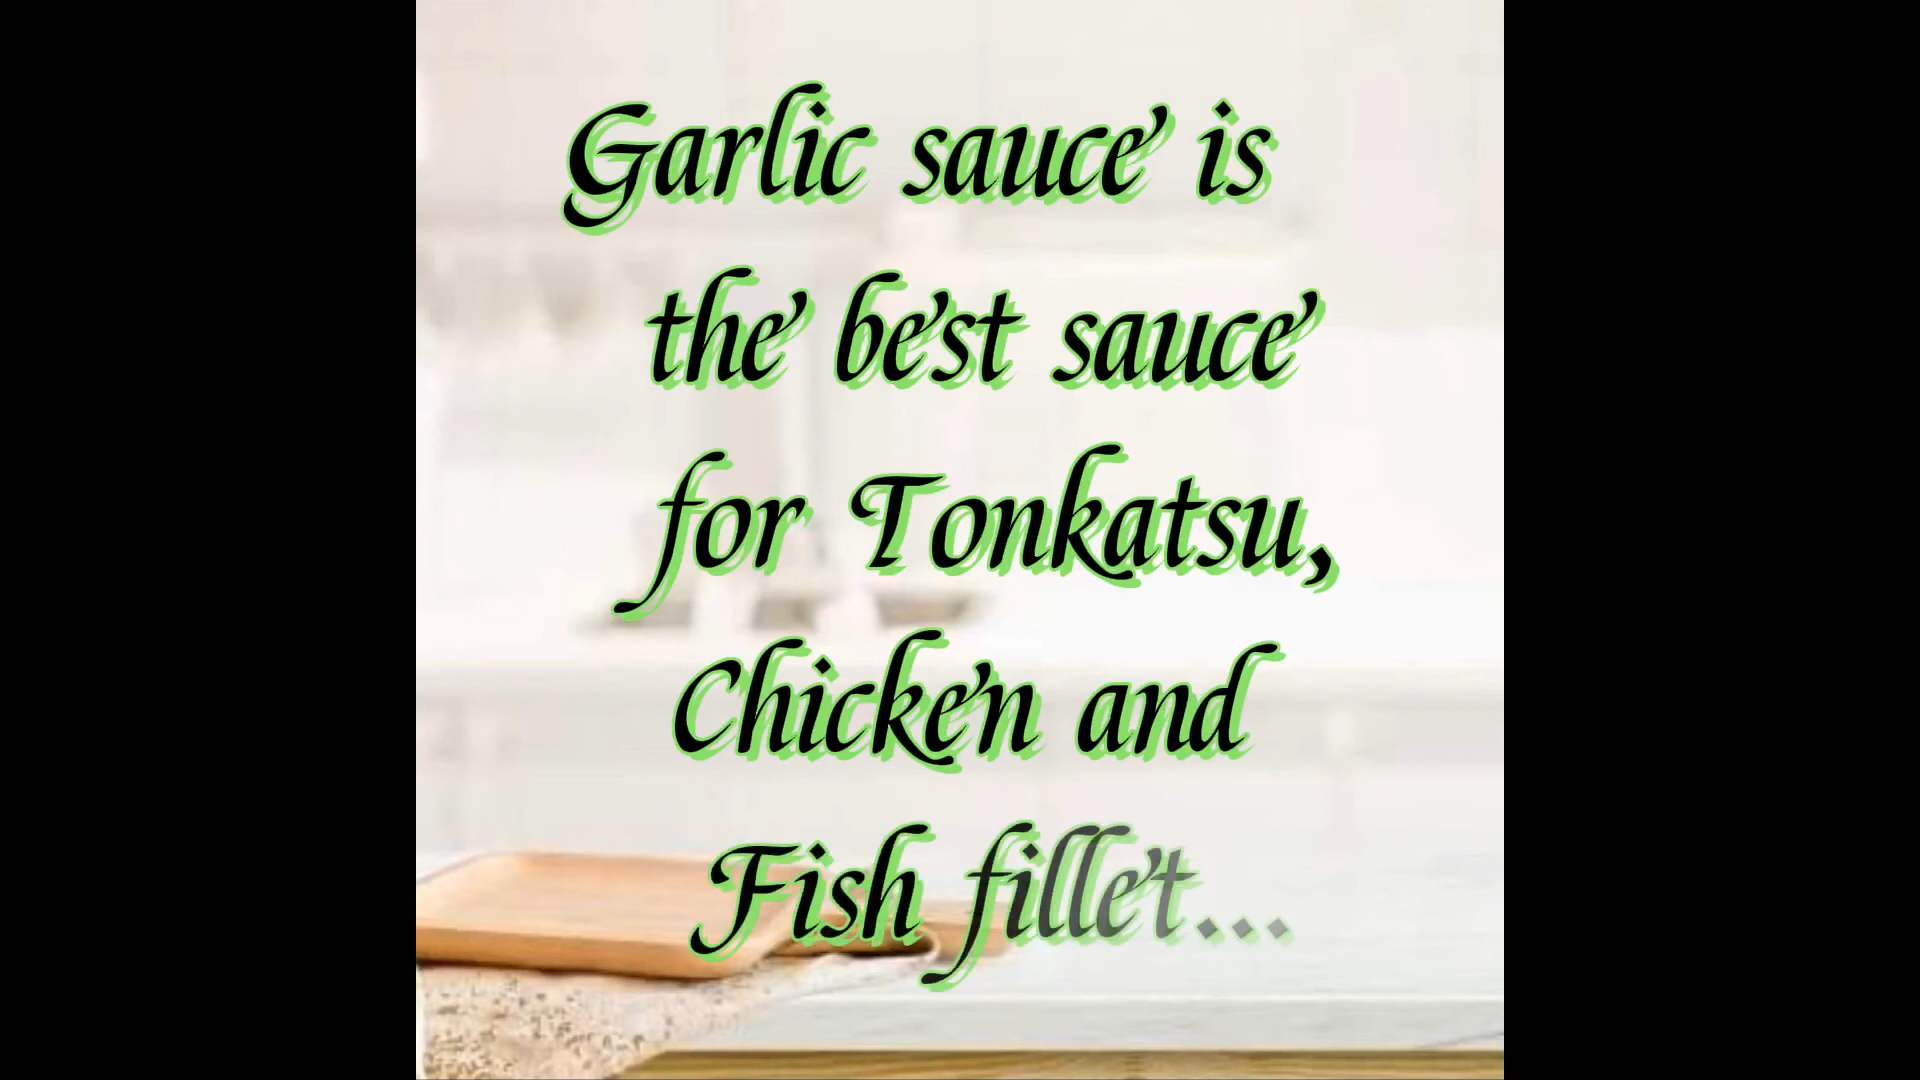 Garlic sauce is
the best sauce
for Tonkatsu,
Chicken and
Fish fillet...